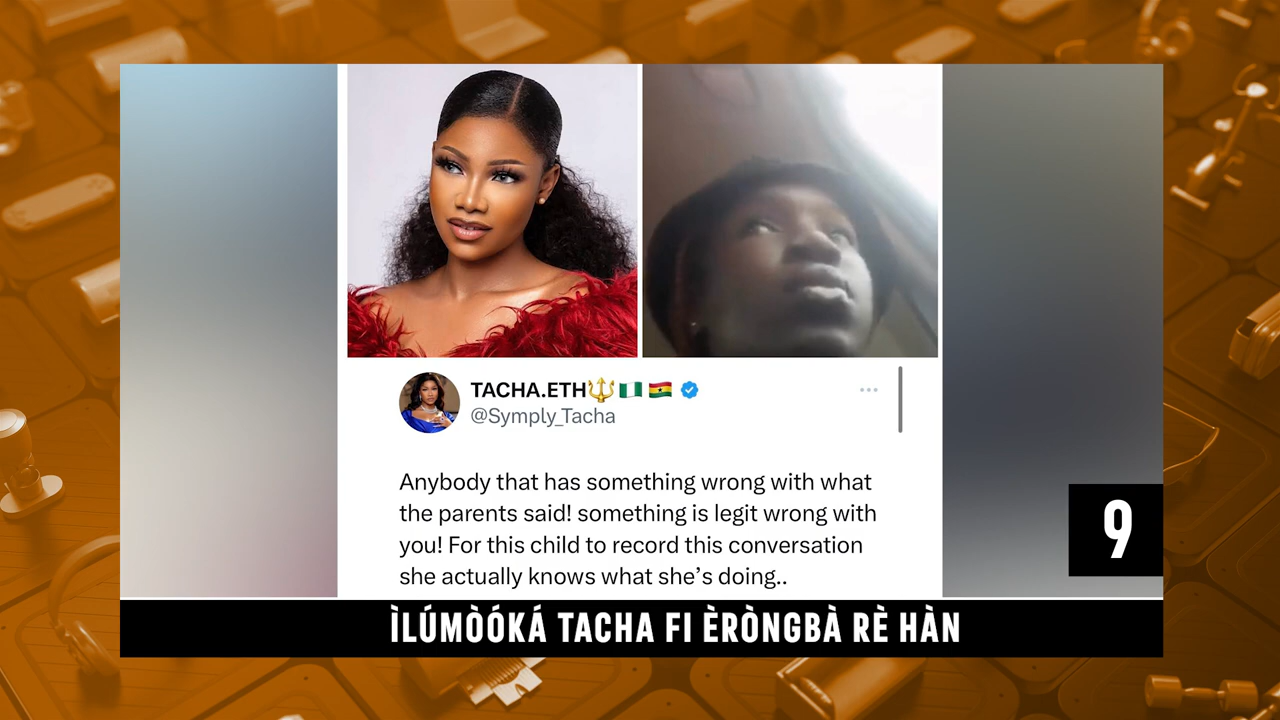 TACHA.ETH🔱🇳🇬🇬🇭
@Symply_Tacha
Anybody that has something wrong with what
the parents said! something is legit wrong with
you! For this child to record this conversation
she actually knows what she's doing..
9
ÌLÚMÒÓKÁ TACHA FI ÈRÒNGBÀ RÈ HÀN